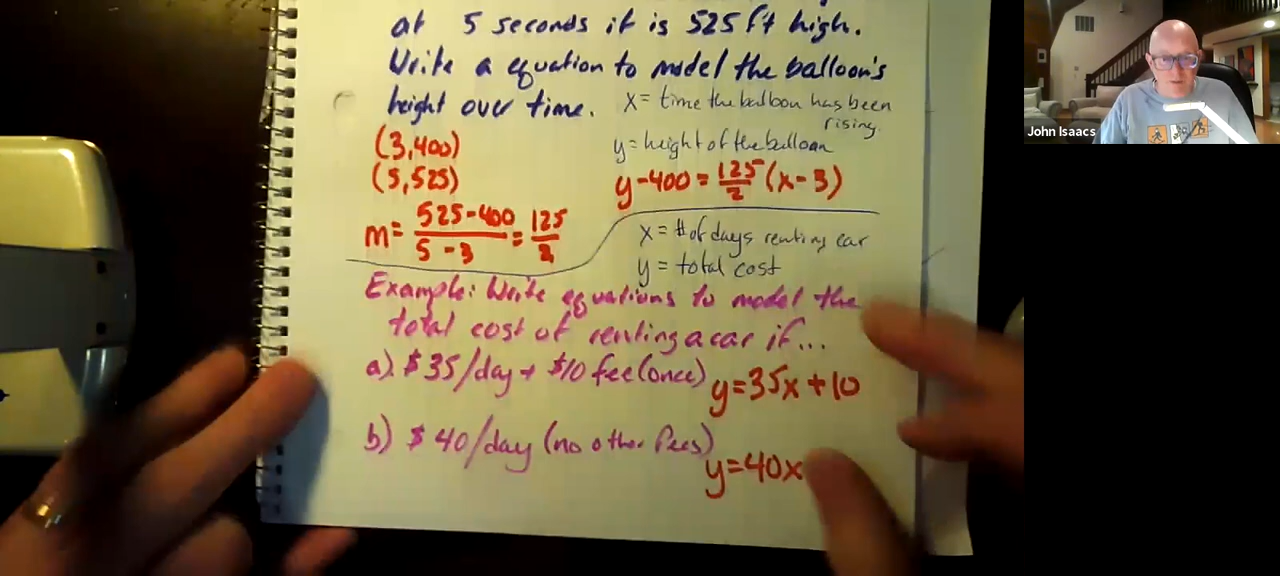 at 5 seconds it is 525 ft high.
Write a equation to model the balloon's
height over time.
x = time the balloon has been
rising.
y = height of the balloon
(3,400)
(5,525)
y-400 = 125/2 (x-3)
m = 525-400/5-3 = 125/2
x = # of days renting car
y = total cost
Example: Write equations to model the
total cost of renting a car if...
a). $35/day + $10 fee (once)
y=35x+10
b) $40/day (no other fees)
y=40x
John Isaacs